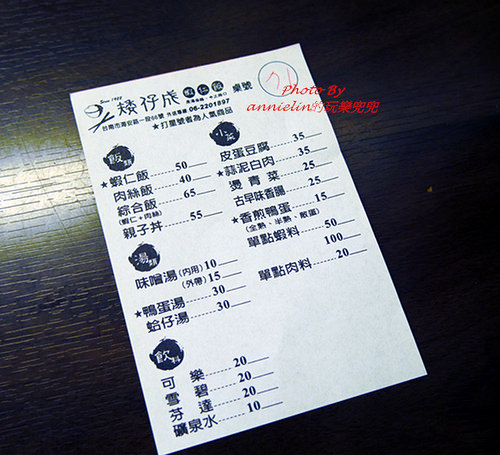 Since 1922
矮仔成 蝦仁飯 桌號
外送專線 06-2201897
台南市海安路一段66號
★打星號者為人氣商品
Photo By
annielin的玩樂兜兜
飯類
★蝦仁飯 50
肉絲飯 40
綜合飯 65
(蝦仁+肉絲)
親子丼 55
湯類
味噌湯(內用) 10
(外帶) 15
★鴨蛋湯 30
蛤仔湯 30
飲料
可樂 20
雪碧 20
芬達 20
礦泉水 10
小菜
皮蛋豆腐 35
★蒜泥白肉 35
燙青菜 25
古早味香腸 25
★香煎鴨蛋 15
(全熟、半熟、散蛋)
單點蝦料 50
100
單點肉料 20